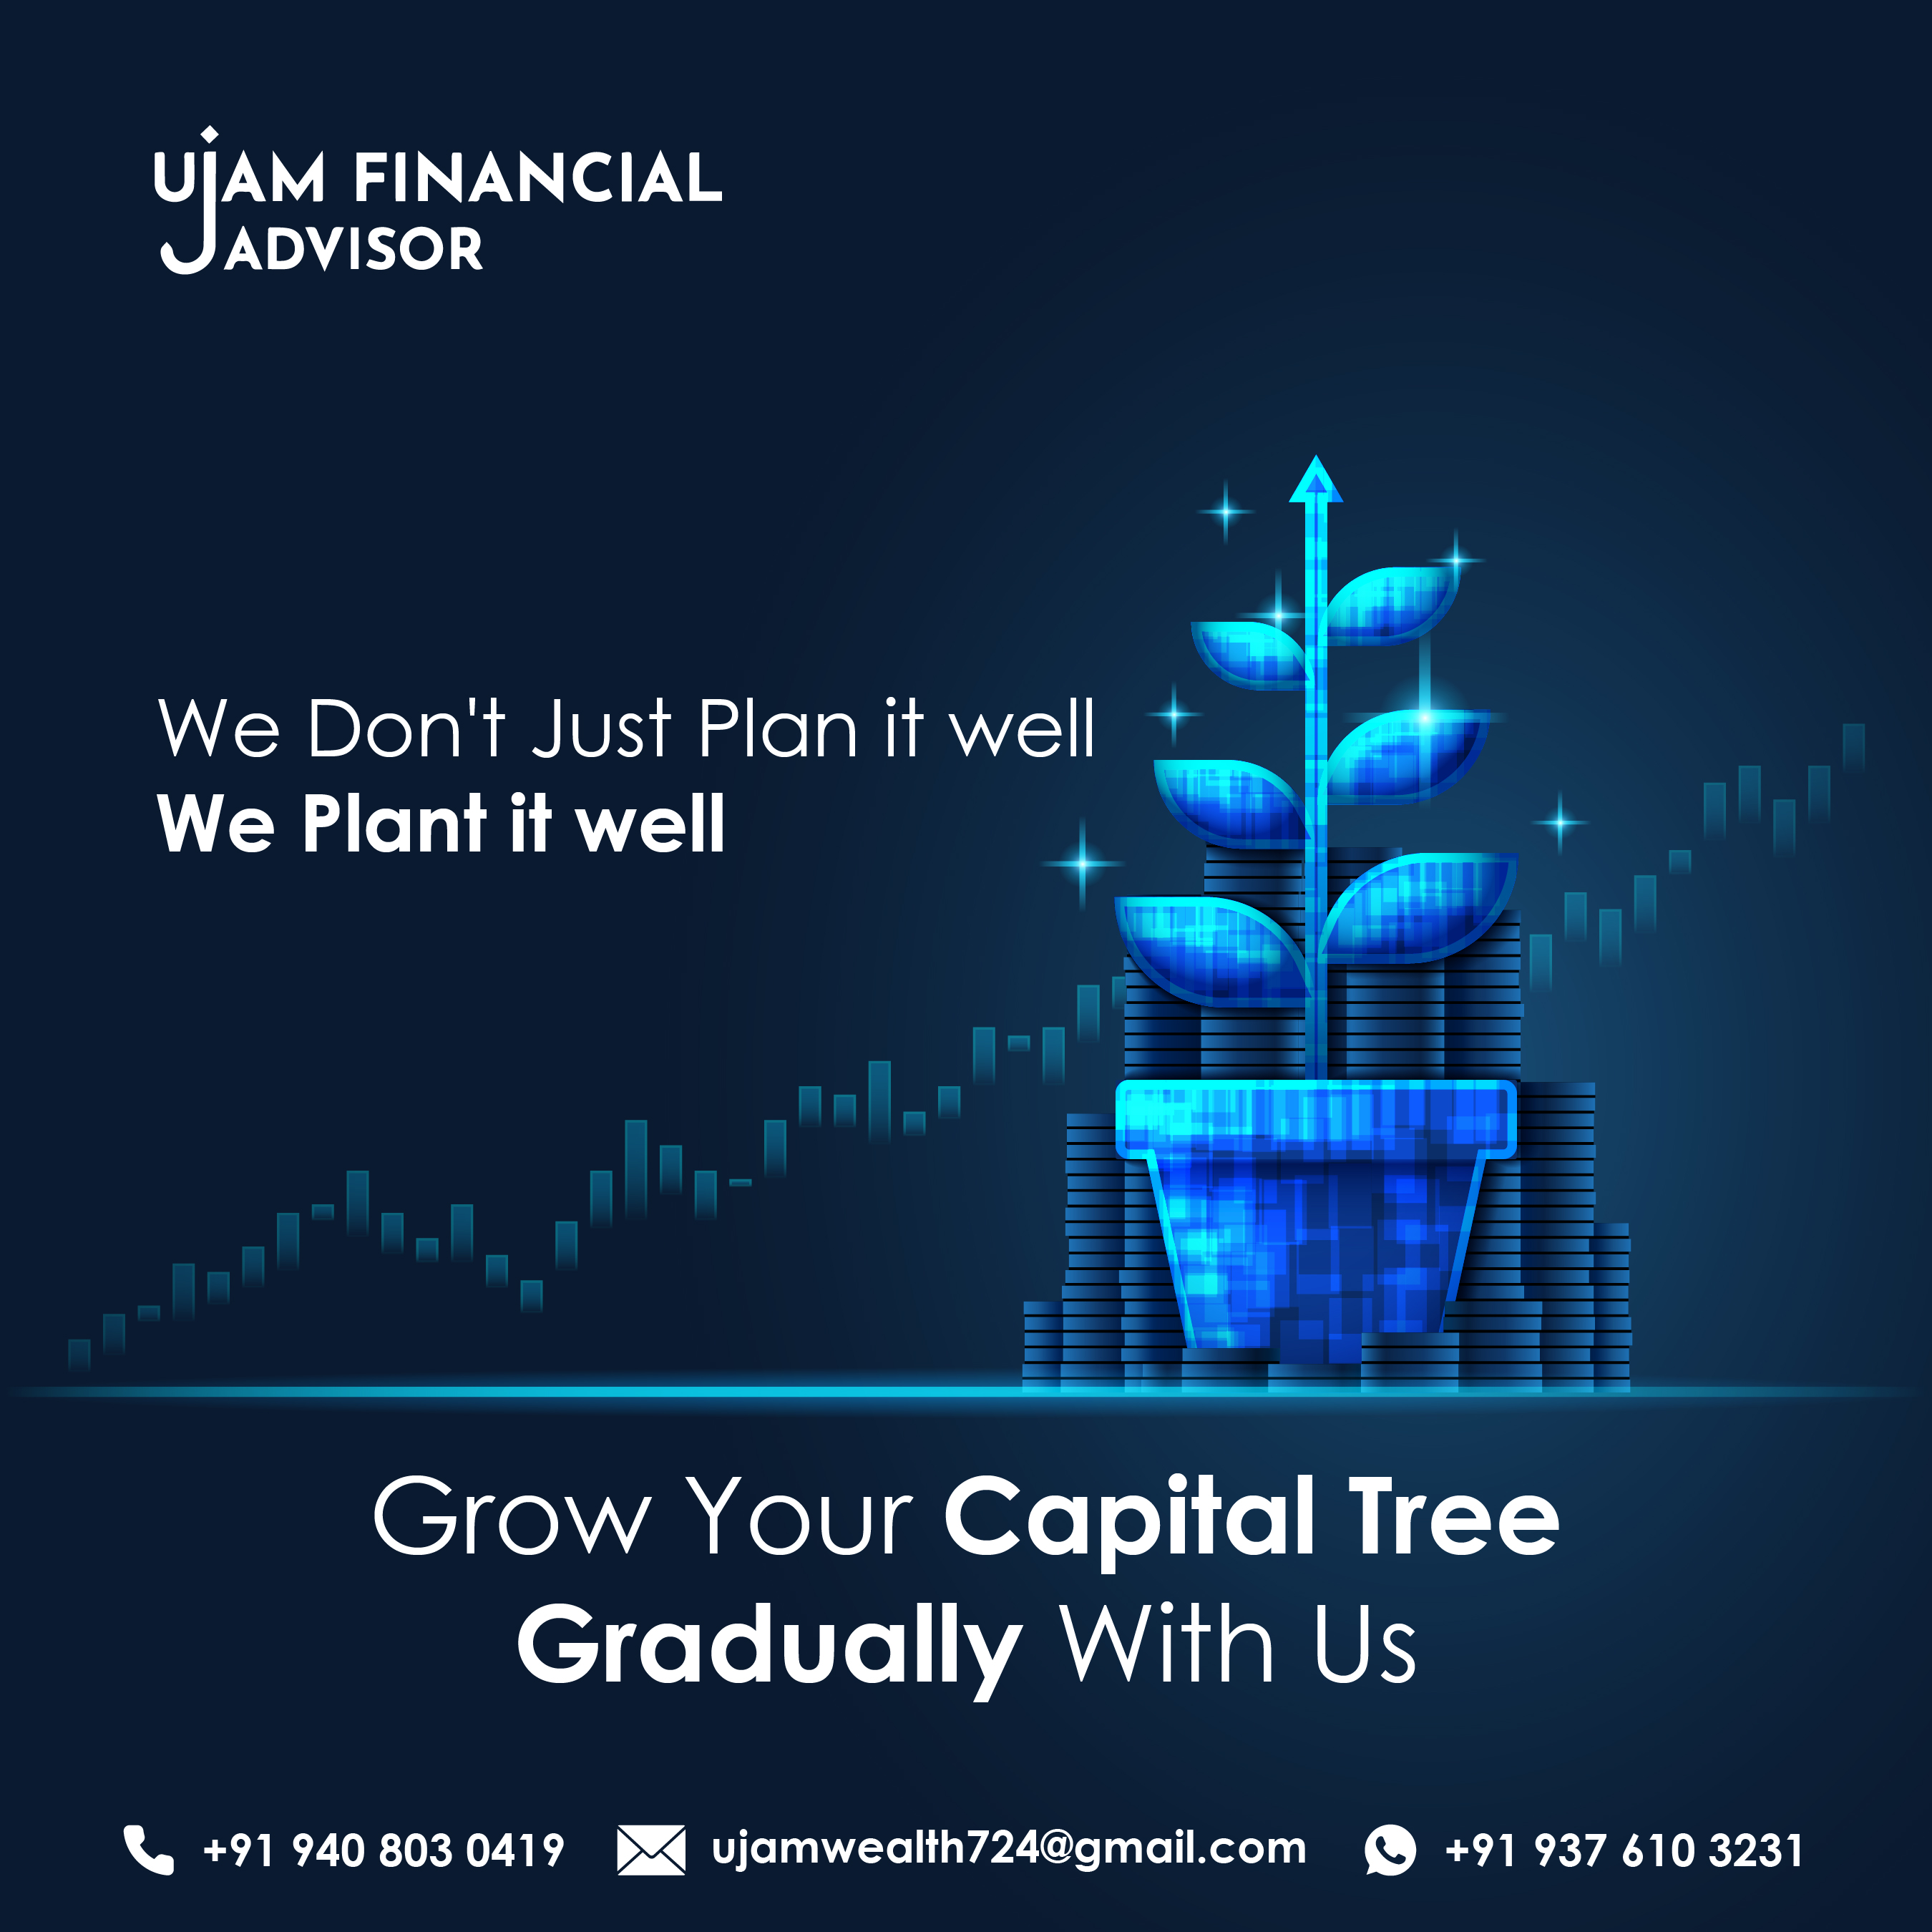 UJAM FINANCIAL
ADVISOR
We Don't Just Plan it well
We Plant it well
Grow Your Capital Tree
Gradually With Us
+91 940 803 0419
ujamwealth724@gmail.com
+91 937 610 3231